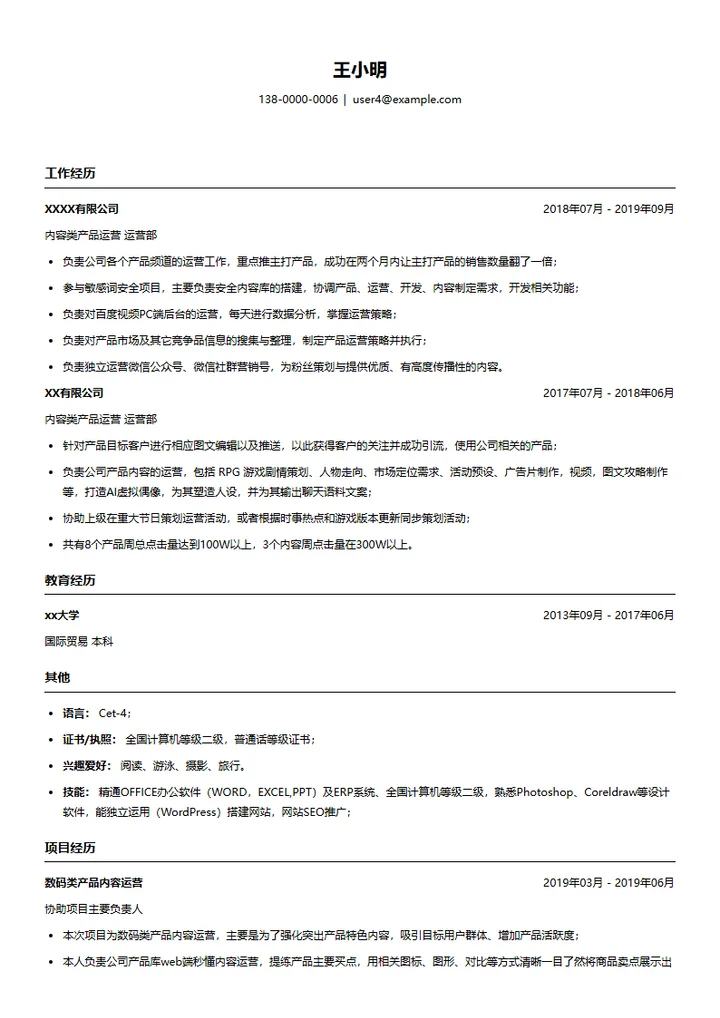 王小明
138-0000-0006 | user4@example.com
工作经历
XXXX有限公司 2018年07月 - 2019年09月
内容类产品运营 运营部
• 负责公司各个产品频道的运营工作，重点推主打产品，成功在两个月内让主打产品的销售数量翻了一倍；
• 参与敏感词安全项目，主要负责安全内容库的搭建，协调产品、运营、开发、内容制定需求，开发相关功能；
• 负责对百度视频PC端后台的运营，每天进行数据分析，掌握运营策略；
• 负责对产品市场及其它竞争品信息的搜集与整理，制定产品运营策略并执行；
• 负责独立运营微信公众号、微信社群营销号，为粉丝策划与提供优质、有高度传播性的内容。
XX有限公司 2017年07月 - 2018年06月
内容类产品运营 运营部
• 针对产品目标客户进行相应图文编辑以及推送，以此获得客户的关注并成功引流，使用公司相关的产品；
• 负责公司产品内容的运营，包括 RPG 游戏剧情策划、人物走向、市场定位需求、活动预设、广告片制作，视频，图文攻略制作
等，打造AI虚拟偶像，为其塑造人设，并为其输出聊天语料文案；
• 协助上级在重大节日策划运营活动，或者根据时事热点和游戏版本更新同步策划活动；
• 共有8个产品周总点击量达到100W以上，3个内容周点击量在300W以上。
教育经历
xx大学 2013年09月 - 2017年06月
国际贸易 本科
其他
• 语言： Cet-4；
• 证书/执照： 全国计算机等级二级，普通话等级证书；
• 兴趣爱好： 阅读、游泳、摄影、旅行。
• 技能： 精通OFFICE办公软件（WORD，EXCEL,PPT）及ERP系统、全国计算机等级二级，熟悉Photoshop、Coreldraw等设计
软件，能独立运用（WordPress）搭建网站，网站SEO推广；
项目经历
数码类产品内容运营 2019年03月 - 2019年06月
协助项目主要负责人
• 本次项目为数码类产品内容运营，主要是为了强化突出产品特色内容，吸引目标用户群体、增加产品活跃度；
• 本人负责公司产品库web端秒懂内容运营，提练产品主要买点，用相关图标、图形、对比等方式清晰一目了然将商品卖点展示出